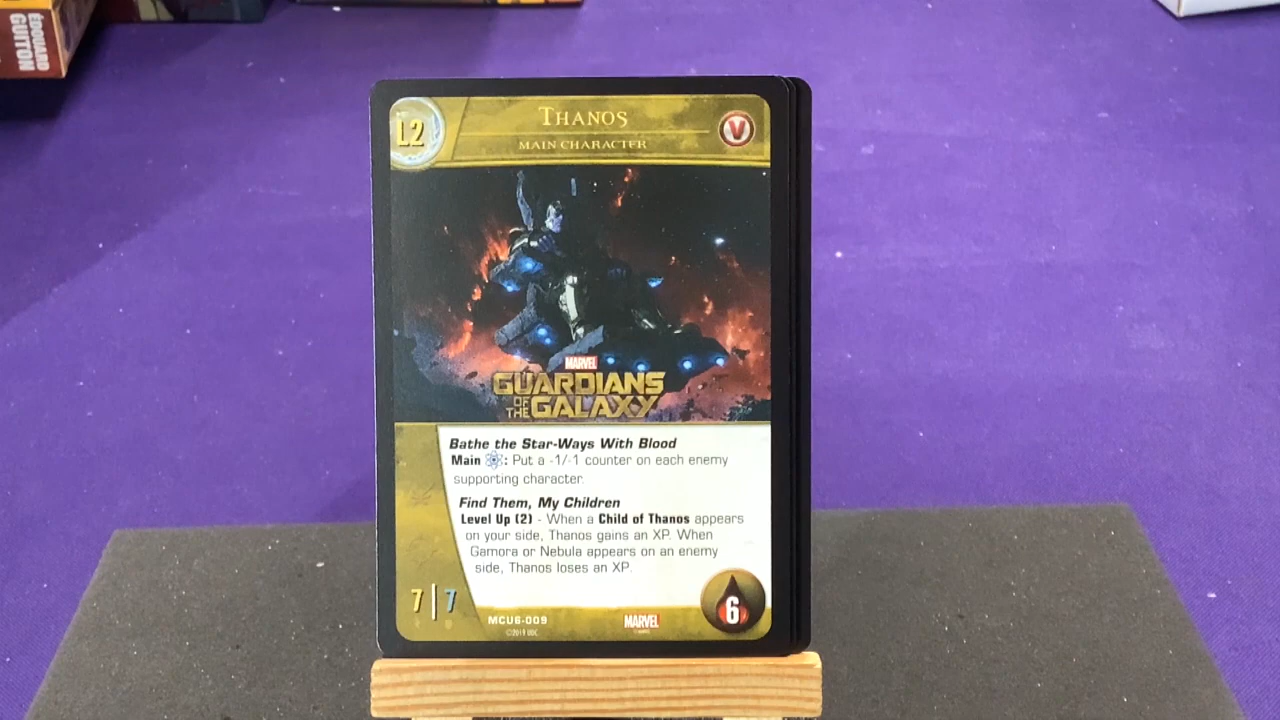 ÉDOUARD
GUITON
L2
THANOS
V
MAIN CHARACTER
MARVEL
GUARDIANS
OF THE GALAXY
Bathe the Star-Ways With Blood
Main : Put a -1/-1 counter on each enemy
supporting character.
Find Them, My Children
Level Up (2) - When a Child of Thanos appears
on your side, Thanos gains an XP. When
Gamora or Nebula appears on an enemy
side, Thanos loses an XP.
7 | 7
6
MCU6-009
MARVEL
©2019 UDC